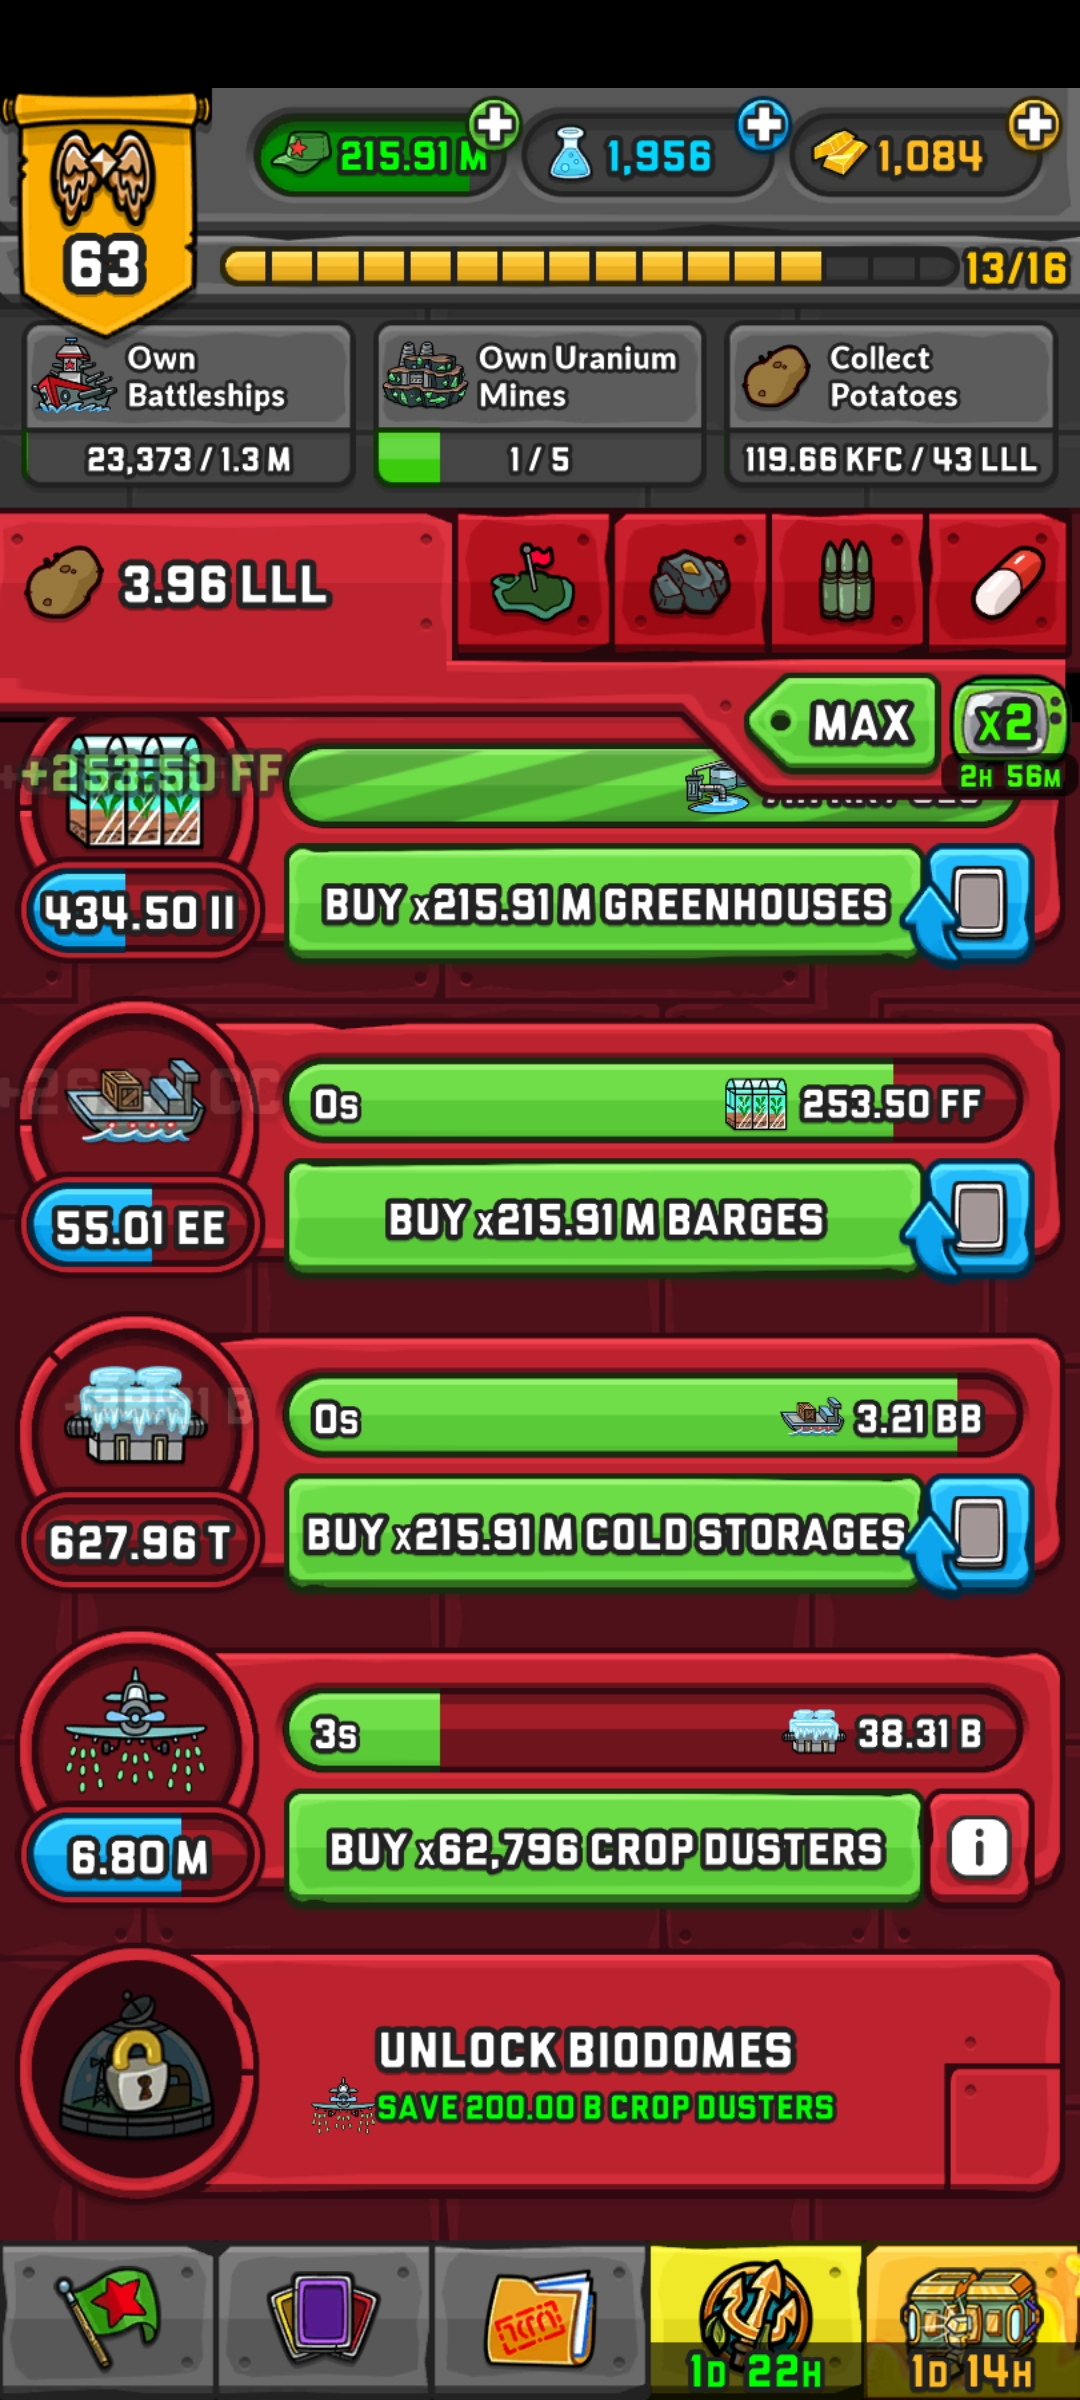 215.91 M
1,956
1,084
63
13/16
Own
Battleships
23,373 / 1.3 M
Own Uranium
Mines
1 / 5
Collect
Potatoes
119.66 KFC / 43 LLL
3.96 LLL
MAX
x2
2H 56M
+253.50 FF
434.50 II
BUY x215.91 M GREENHOUSES
0s
253.50 FF
55.01 EE
BUY x215.91 M BARGES
0s
3.21 BB
627.96 T
BUY x215.91 M COLD STORAGES
3s
38.31 B
6.80 M
BUY x62,796 CROP DUSTERS
i
UNLOCK BIODOMES
SAVE 200.00 B CROP DUSTERS
1D 22H
1D 14H